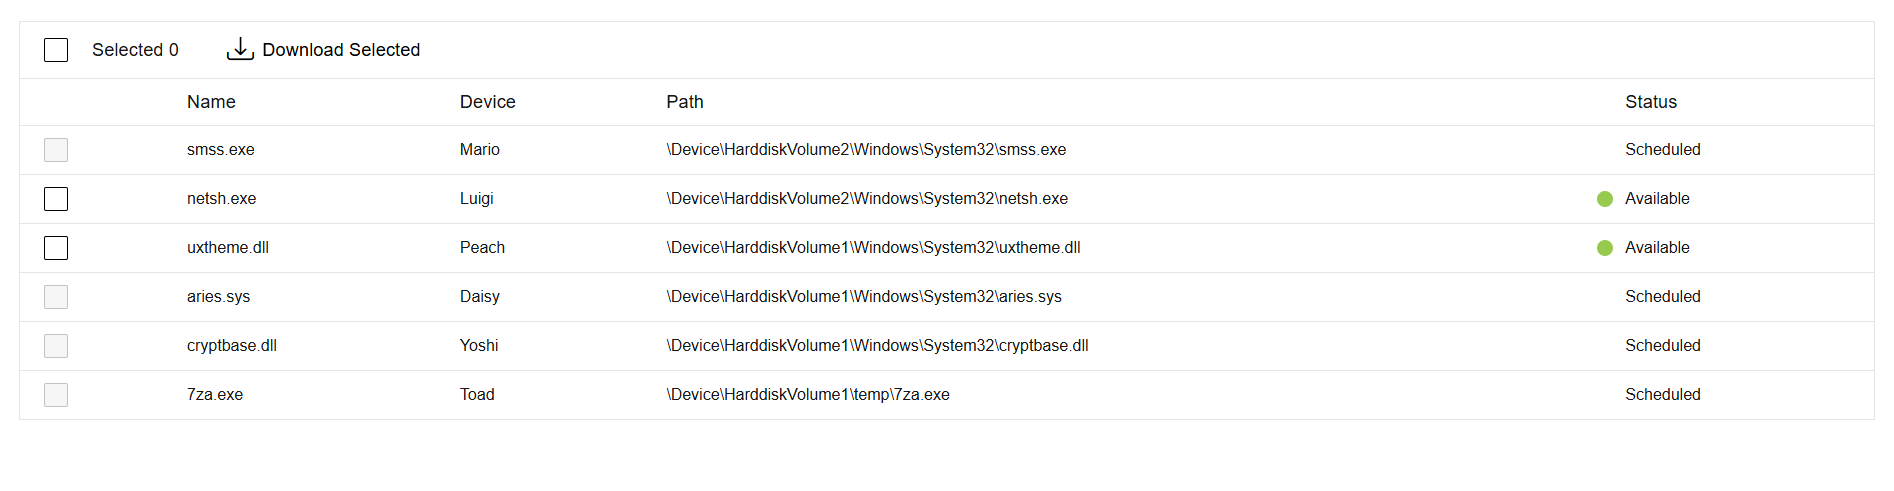 Selected 0 Download Selected
Name Device Path Status
smss.exe Mario \Device\HarddiskVolume2\Windows\System32\smss.exe Scheduled
netsh.exe Luigi \Device\HarddiskVolume2\Windows\System32\netsh.exe Available
uxtheme.dll Peach \Device\HarddiskVolume1\Windows\System32\uxtheme.dll Available
aries.sys Daisy \Device\HarddiskVolume1\Windows\System32\aries.sys Scheduled
cryptbase.dll Yoshi \Device\HarddiskVolume1\Windows\System32\cryptbase.dll Scheduled
7za.exe Toad \Device\HarddiskVolume1\temp\7za.exe Scheduled